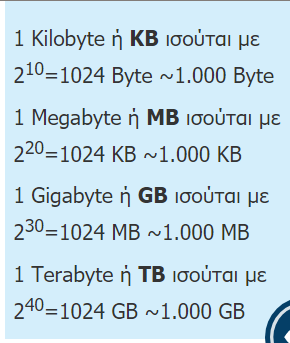 1 Kilobyte ή KB ισούται με
2¹⁰=1024 Byte ~1.000 Byte
1 Megabyte ή MB ισούται με
2²⁰=1024 KB ~1.000 KB
1 Gigabyte ή GB ισούται με
2³⁰=1024 MB ~1.000 MB
1 Terabyte ή TB ισούται με
2⁴⁰=1024 GB ~1.000 GB